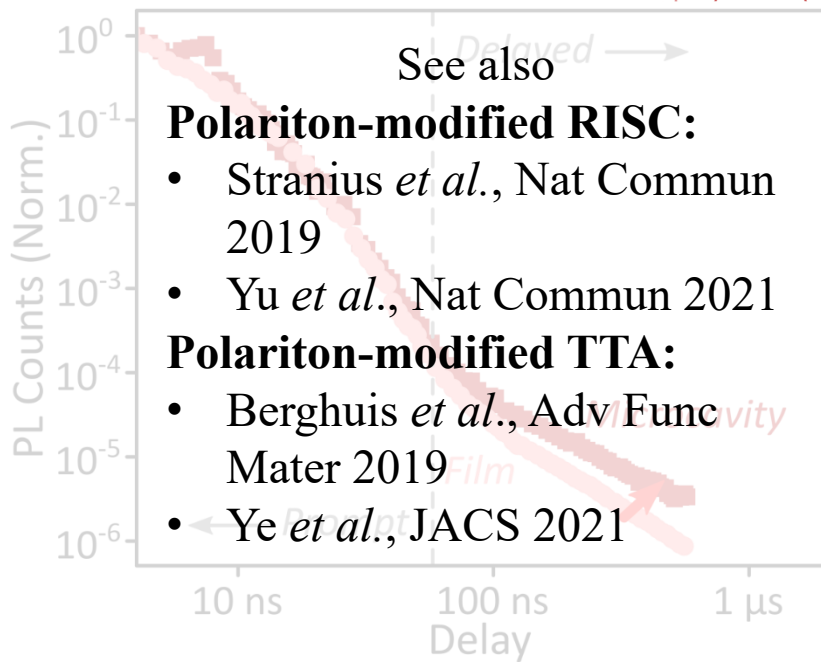 10⁰
Delayed
See also
10⁻¹
Polariton-modified RISC:
• Stranius et al., Nat Commun
2019
10⁻²
10⁻³
• Yu et al., Nat Commun 2021
Polariton-modified TTA:
10⁻⁴
• Berghuis et al., Adv Func
Microcavity
Mater 2019
10⁻⁵
Film
• Ye et al., JACS 2021
Prompt
10⁻⁶
PL Counts (Norm.)
10 ns 100 ns 1 µs
Delay